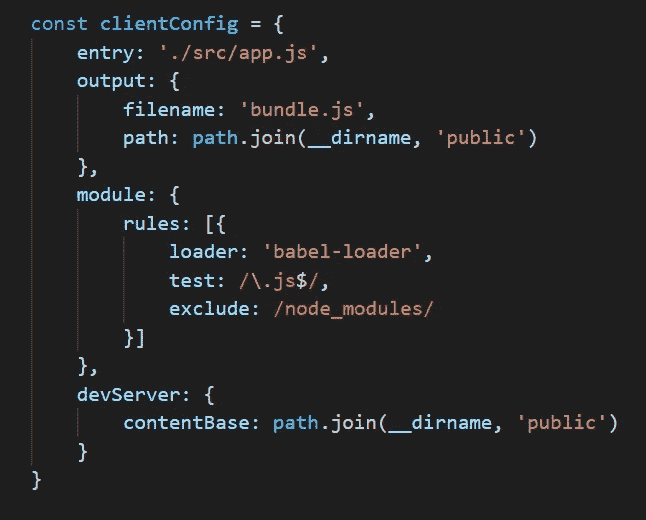 const clientConfig = {
    entry: './src/app.js',
    output: {
        filename: 'bundle.js',
        path: path.join(__dirname, 'public')
    },
    module: {
        rules: [{
            loader: 'babel-loader',
            test: /\.js$/,
            exclude: /node_modules/
        }]
    },
    devServer: {
        contentBase: path.join(__dirname, 'public')
    }
}